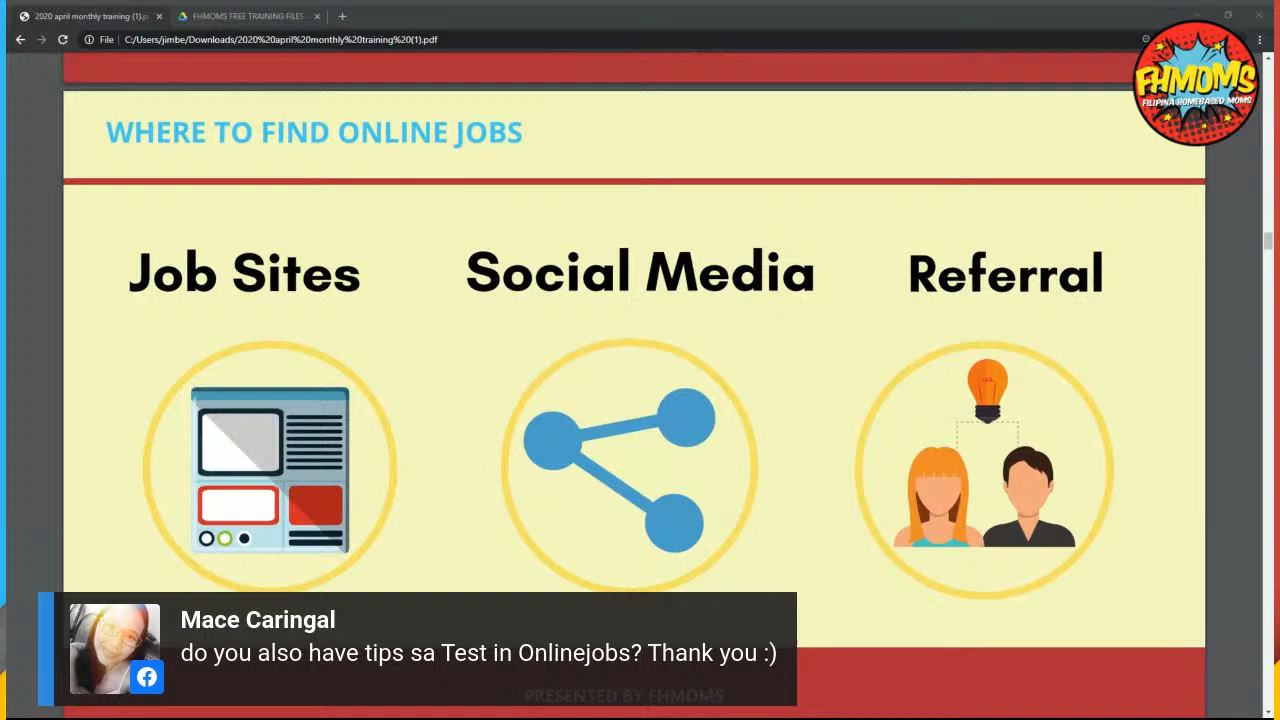 2020 april monthly training (1).p
FHMOMS FREE TRAINING FILES
File C:/Users/jimbe/Downloads/2020%20april%20monthly%20training%20(1).pdf
FHMOMS
FILIPINA HOMEBASED MOMS
WHERE TO FIND ONLINE JOBS
Job Sites
Social Media
Referral
Mace Caringal
do you also have tips sa Test in Onlinejobs? Thank you :)
PRESENTED BY FHMOMS